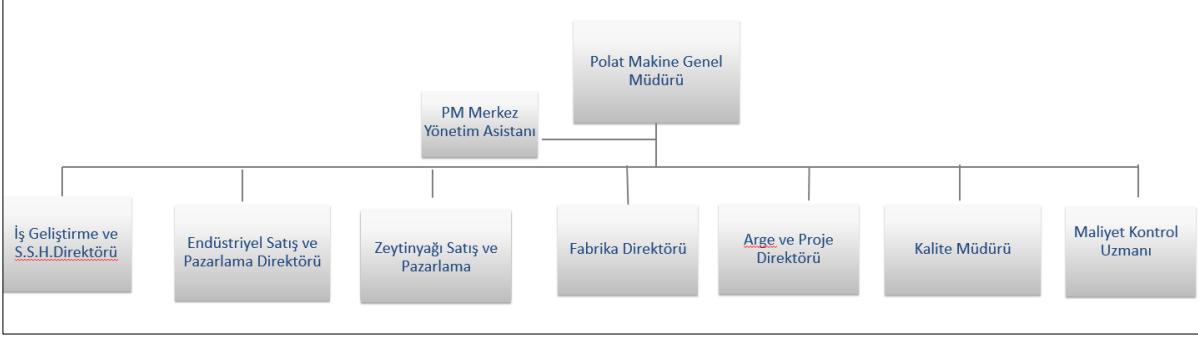 Polat Makine Genel
Müdürü
PM Merkez
Yönetim Asistanı
İş Geliştirme ve
S.S.H.Direktörü
Endüstriyel Satış ve
Pazarlama Direktörü
Zeytinyağı Satış ve
Pazarlama
Fabrika Direktörü
Arge ve Proje
Direktörü
Kalite Müdürü
Maliyet Kontrol
Uzmanı